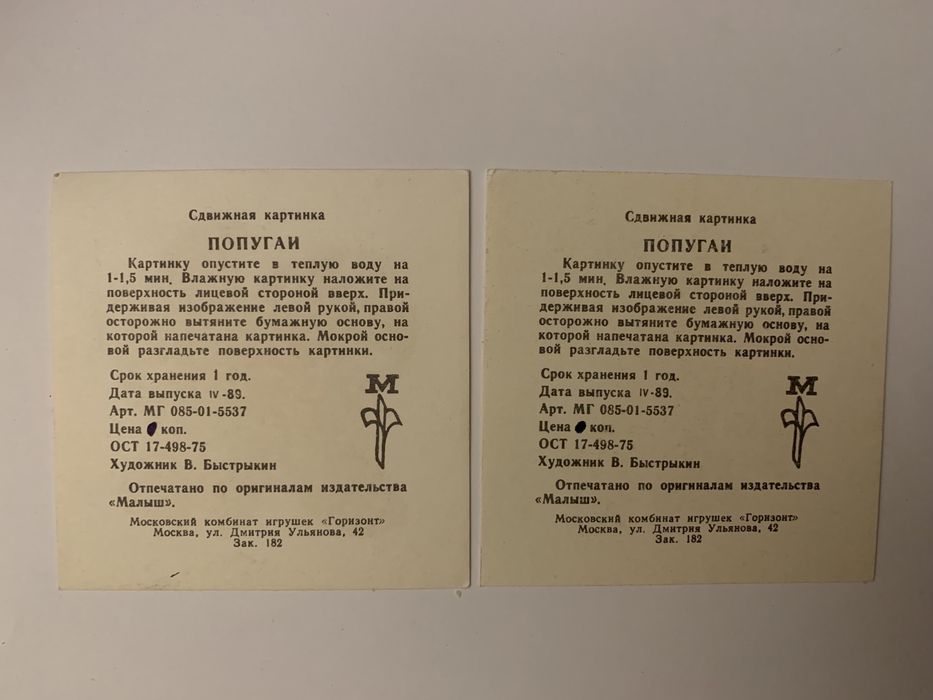 Сдвижная картинка
ПОПУГАИ
Картинку опустите в теплую воду на
1-1,5 мин. Влажную картинку наложите на
поверхность лицевой стороной вверх. При-
держивая изображение левой рукой, правой
осторожно вытяните бумажную основу, на
которой напечатана картинка. Мокрой осно-
вой разгладьте поверхность картинки.
Срок хранения 1 год.
Дата выпуска IV-89.
Арт. МГ 085-01-5537
Цена коп.
ОСТ 17-498-75
Художник В. Быстрыкин
М
Отпечатано по оригиналам издательства
«Малыш».
Московский комбинат игрушек «Горизонт»
Москва, ул. Дмитрия Ульянова, 42
Зак. 182
Сдвижная картинка
ПОПУГАИ
Картинку опустите в теплую воду на
1-1,5 мин. Влажную картинку наложите на
поверхность лицевой стороной вверх. При-
держивая изображение левой рукой, правой
осторожно вытяните бумажную основу, на
которой напечатана картинка. Мокрой осно-
вой разгладьте поверхность картинки.
Срок хранения 1 год.
Дата выпуска IV-89.
Арт. МГ 085-01-5537
Цена коп.
ОСТ 17-498-75
Художник В. Быстрыкин
М
Отпечатано по оригиналам издательства
«Малыш».
Московский комбинат игрушек «Горизонт»
Москва, ул. Дмитрия Ульянова, 42
Зак. 182